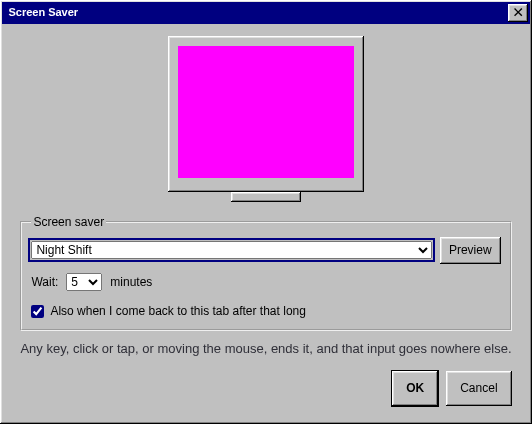 Screen Saver
Screen saver
Night Shift
Preview
Wait: 5 minutes
Also when I come back to this tab after that long
Any key, click or tap, or moving the mouse, ends it, and that input goes nowhere else.
OK Cancel